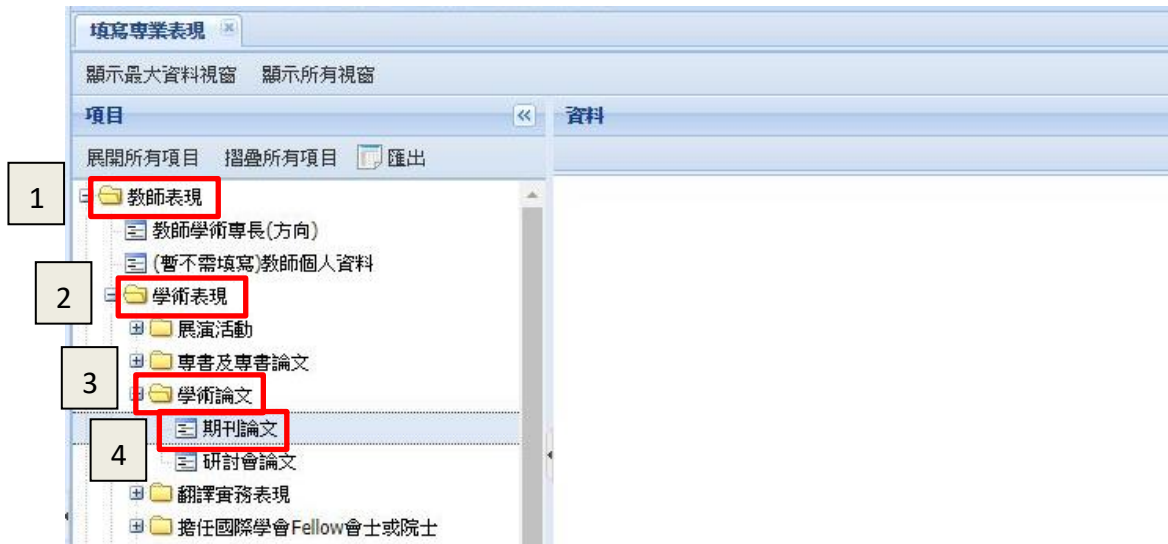 填寫專業表現
顯示最大資料視窗 顯示所有視窗
項目 資料
展開所有項目 摺疊所有項目 匯出
1 教師表現
教師學術專長(方向)
(暫不需填寫)教師個人資料
2 學術表現
展演活動
專書及專書論文
3 學術論文
4 期刊論文
研討會論文
翻譯實務表現
擔任國際學會Fellow會士或院士